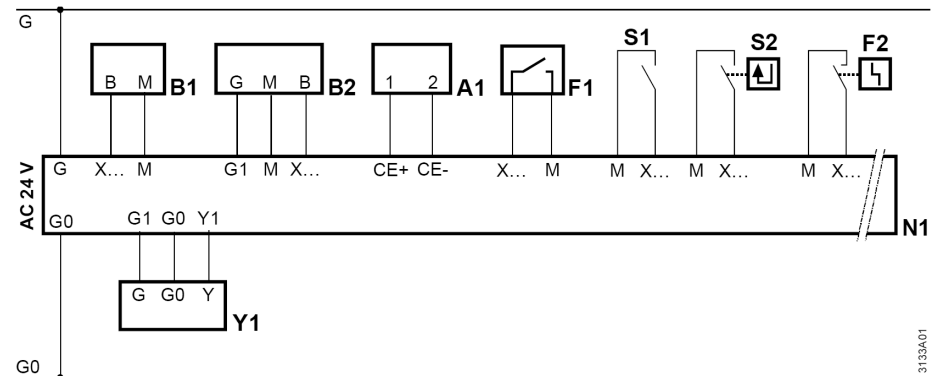 G
S1
S2
F2
B M B1
G M B B2
1 2 A1
F1
AC 24 V
G X... M G1 M X... CE+ CE- X... M M X... M X... M X...
G0 G1 G0 Y1
N1
G G0 Y
Y1
G0
3133A01